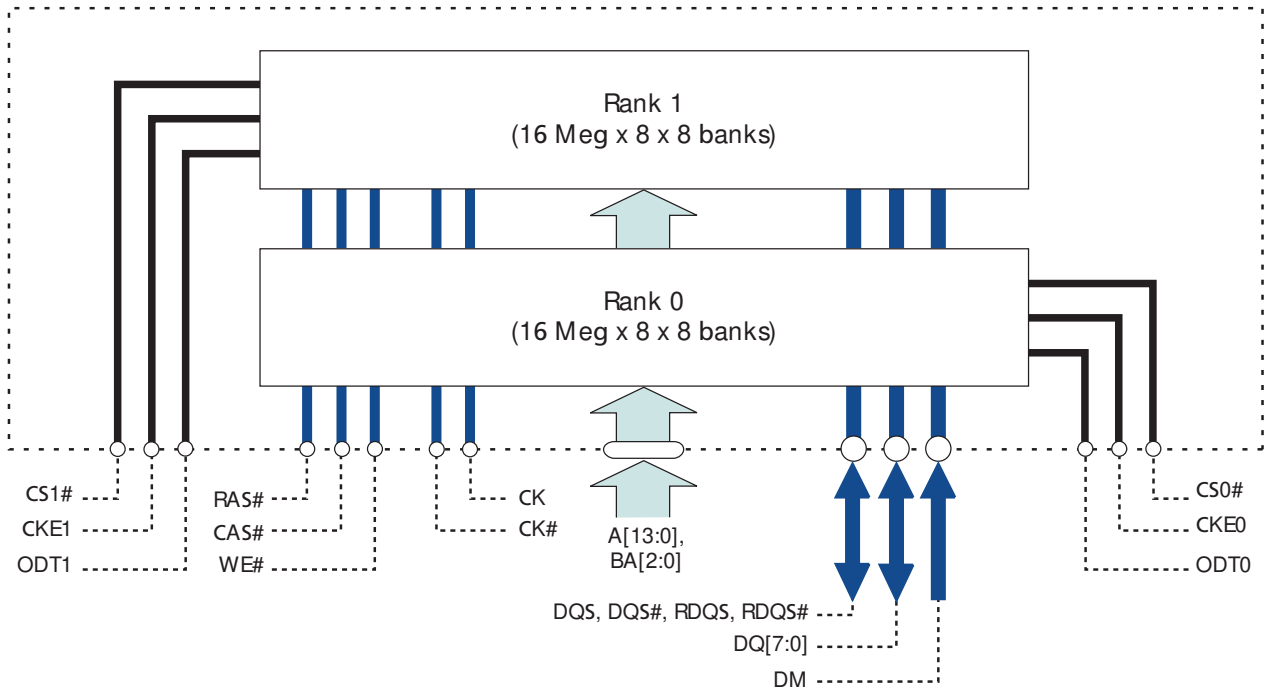 Rank 1
(16 Meg x 8 x 8 banks)
Rank 0
(16 Meg x 8 x 8 banks)
CS1#
CKE1
ODT1
RAS#
CAS#
WE#
CK
CK#
A[13:0],
BA[2:0]
CS0#
CKE0
ODT0
DQS, DQS#, RDQS, RDQS#
DQ[7:0]
DM